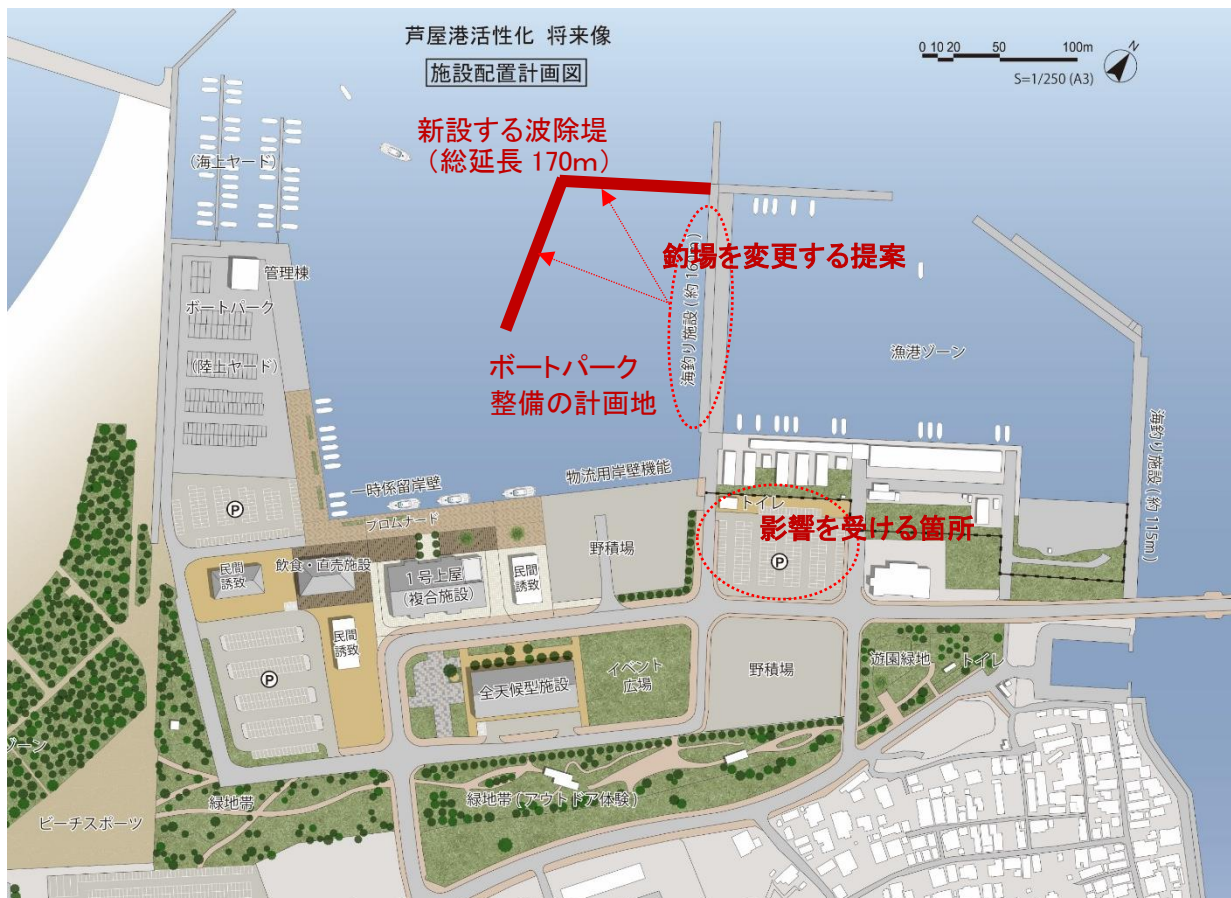 芦屋港活性化 将来像
施設配置計画図
0 10 20 50 100m
S=1/250 (A3)
N
新設する波除堤
（総延長 170m）
(海上ヤード)
釣場を変更する提案
管理棟
ボートパーク
(陸上ヤード)
海釣り施設(約 1
ボートパーク
整備の計画地
漁港ゾーン
海釣り施設(約 115m)
一時係留岸壁
物流用岸壁機能
プロムナード
トイレ
影響を受ける箇所
P
P
飲食・直売施設
民間
誘致
1号上屋
(複合施設)
民間
誘致
野積場
民間
誘致
P
全天候型施設
イベント
広場
野積場
遊園緑地
トイレ
ゾーン
緑地帯
緑地帯(アウトドア体験)
ビーチスポーツ